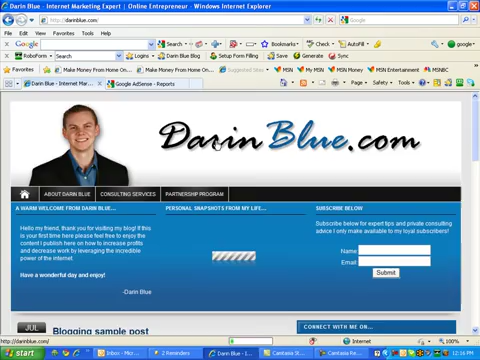 Darin Blue - Internet Marketing Expert | Online Entrepreneur - Windows Internet Explorer
http://darinblue.com/
Google
File Edit View Favorites Tools Help
Google Search Bookmarks Check AutoFill google
RoboForm Search Logins Darin Blue Blog Setup Form Filling Save Generate Sync
Favorites Make Money From Home On... Make Money From Home On... Suggested Sites MSN MSN Money MSN Entertainment MSNBC
Darin Blue - Internet Mar... Google AdSense - Reports
DarinBlue.com
ABOUT DARIN BLUE CONSULTING SERVICES PARTNERSHIP PROGRAM
A WARM WELCOME FROM DARIN BLUE... PERSONAL SNAPSHOTS FROM MY LIFE... SUBSCRIBE BELOW
Hello my friend, thank you for visiting my blog! If this
is your first time here please feel free to enjoy the
content I publish here on how to increase profits
and decrease work by leveraging the incredible
power of the internet.
Have a wonderful day and enjoy!
-Darin Blue
Subscribe below for expert tips and private consulting
advice I only make available to my loyal subscribers!
Name:
Email:
Submit
JUL Blogging sample post
CONNECT WITH ME ON...
http://darinblue.com/ Internet 100%
start Inbox - Micr... 2 Reminders Darin Blue - I... Camtasia St... Camtasia Re... 12:16 PM